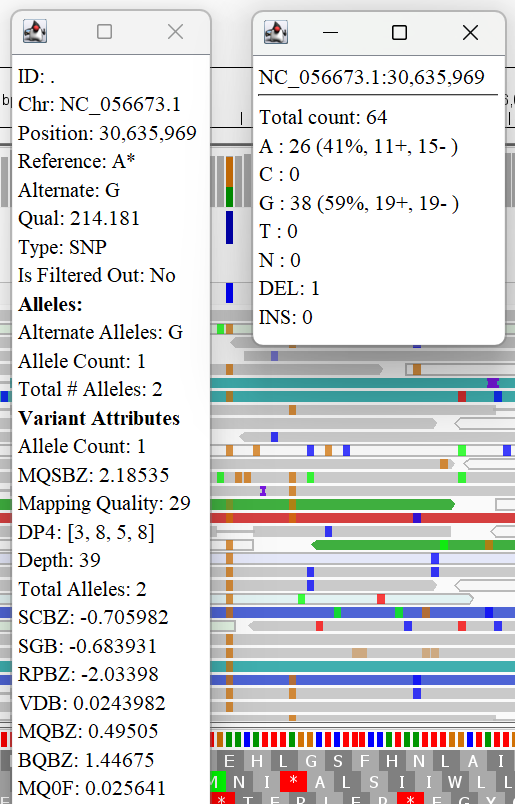 ID: .
Chr: NC_056673.1
Position: 30,635,969
Reference: A*
Alternate: G
Qual: 214.181
Type: SNP
Is Filtered Out: No
Alleles:
Alternate Alleles: G
Allele Count: 1
Total # Alleles: 2
Variant Attributes
Allele Count: 1
MQSBZ: 2.18535
Mapping Quality: 29
DP4: [3, 8, 5, 8]
Depth: 39
Total Alleles: 2
SCBZ: -0.705982
SGB: -0.683931
RPBZ: -2.03398
VDB: 0.0243982
MQBZ: 0.49505
BQBZ: 1.44675
MQ0F: 0.025641
NC_056673.1:30,635,969
Total count: 64
A : 26 (41%, 11+, 15- )
C : 0
G : 38 (59%, 19+, 19- )
T : 0
N : 0
DEL: 1
INS: 0
E H L G S F H N L A I
M N I * A L S I I W L L